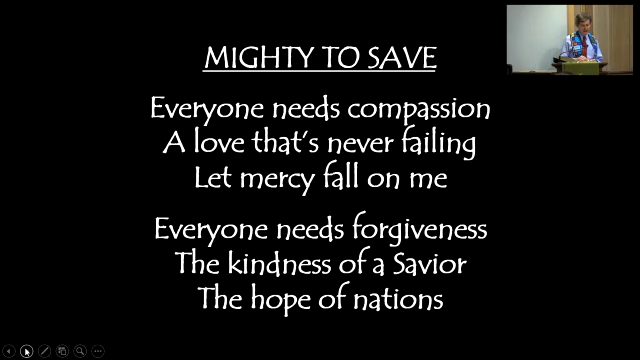 MIGHTY TO SAVE
Everyone needs compassion
A love that's never failing
Let mercy fall on me
Everyone needs forgiveness
The kindness of a Savior
The hope of nations